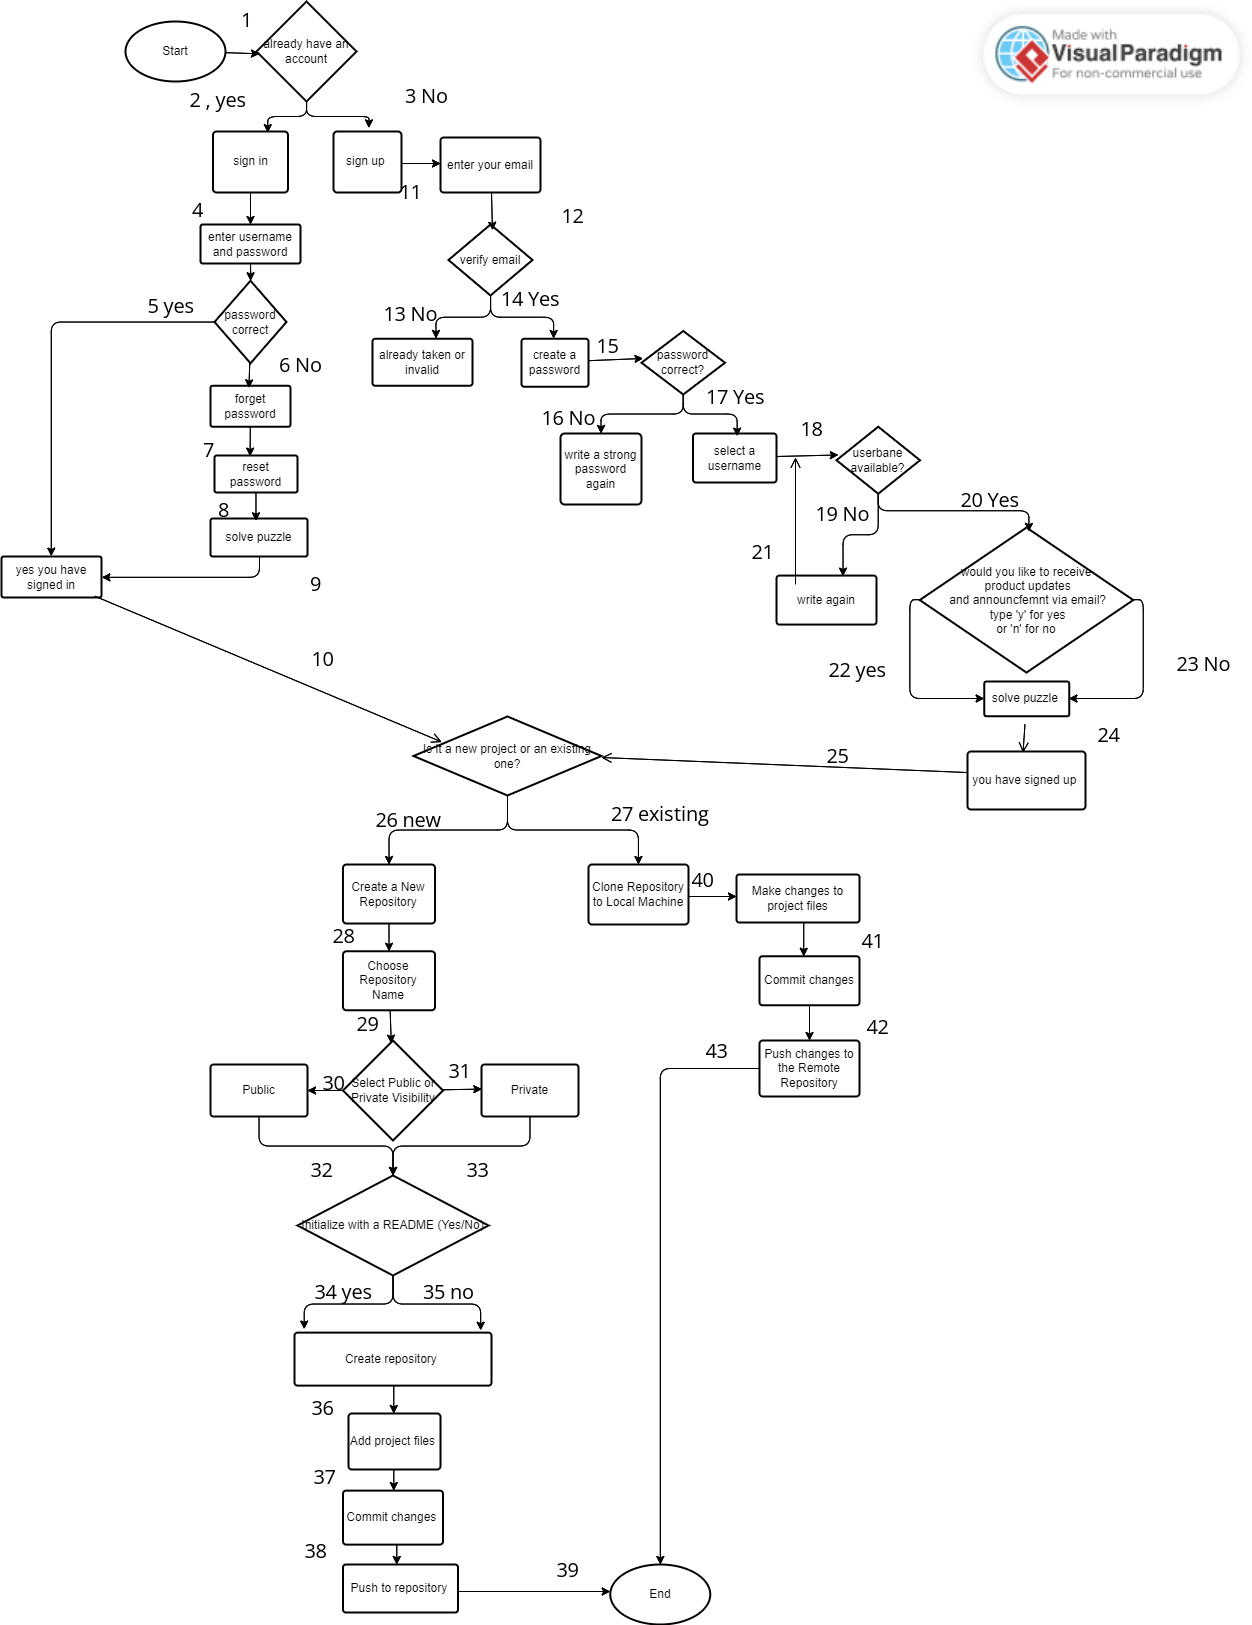 1
Start
already have an
account
Made with
Visual Paradigm
For non-commercial use
2 , yes
3 No
sign in
sign up
enter your email
11
4
12
enter username
and password
verify email
5 yes
password
correct
13 No
14 Yes
6 No
already taken or
invalid
create a
password
15
password
correct?
forget
password
16 No
17 Yes
7
reset
password
write a strong
password
again
select a
username
18
userbane
available?
8
solve puzzle
19 No
20 Yes
yes you have
signed in
9
21
write again
would you like to receive
product updates
and announcfemnt via email?
type 'y' for yes
or 'n' for no
10
22 yes
23 No
solve puzzle
24
Is it a new project or an existing
one?
25
you have signed up
26 new
27 existing
Create a New
Repository
Clone Repository
to Local Machine
40
Make changes to
project files
28
41
Choose
Repository
Name
Commit changes
29
42
Public
30
Select Public or
Private Visibility
31
Private
43
Push changes to
the Remote
Repository
32
33
Initialize with a README (Yes/No)
34 yes
35 no
Create repository
36
Add project files
37
Commit changes
38
Push to repository
39
End